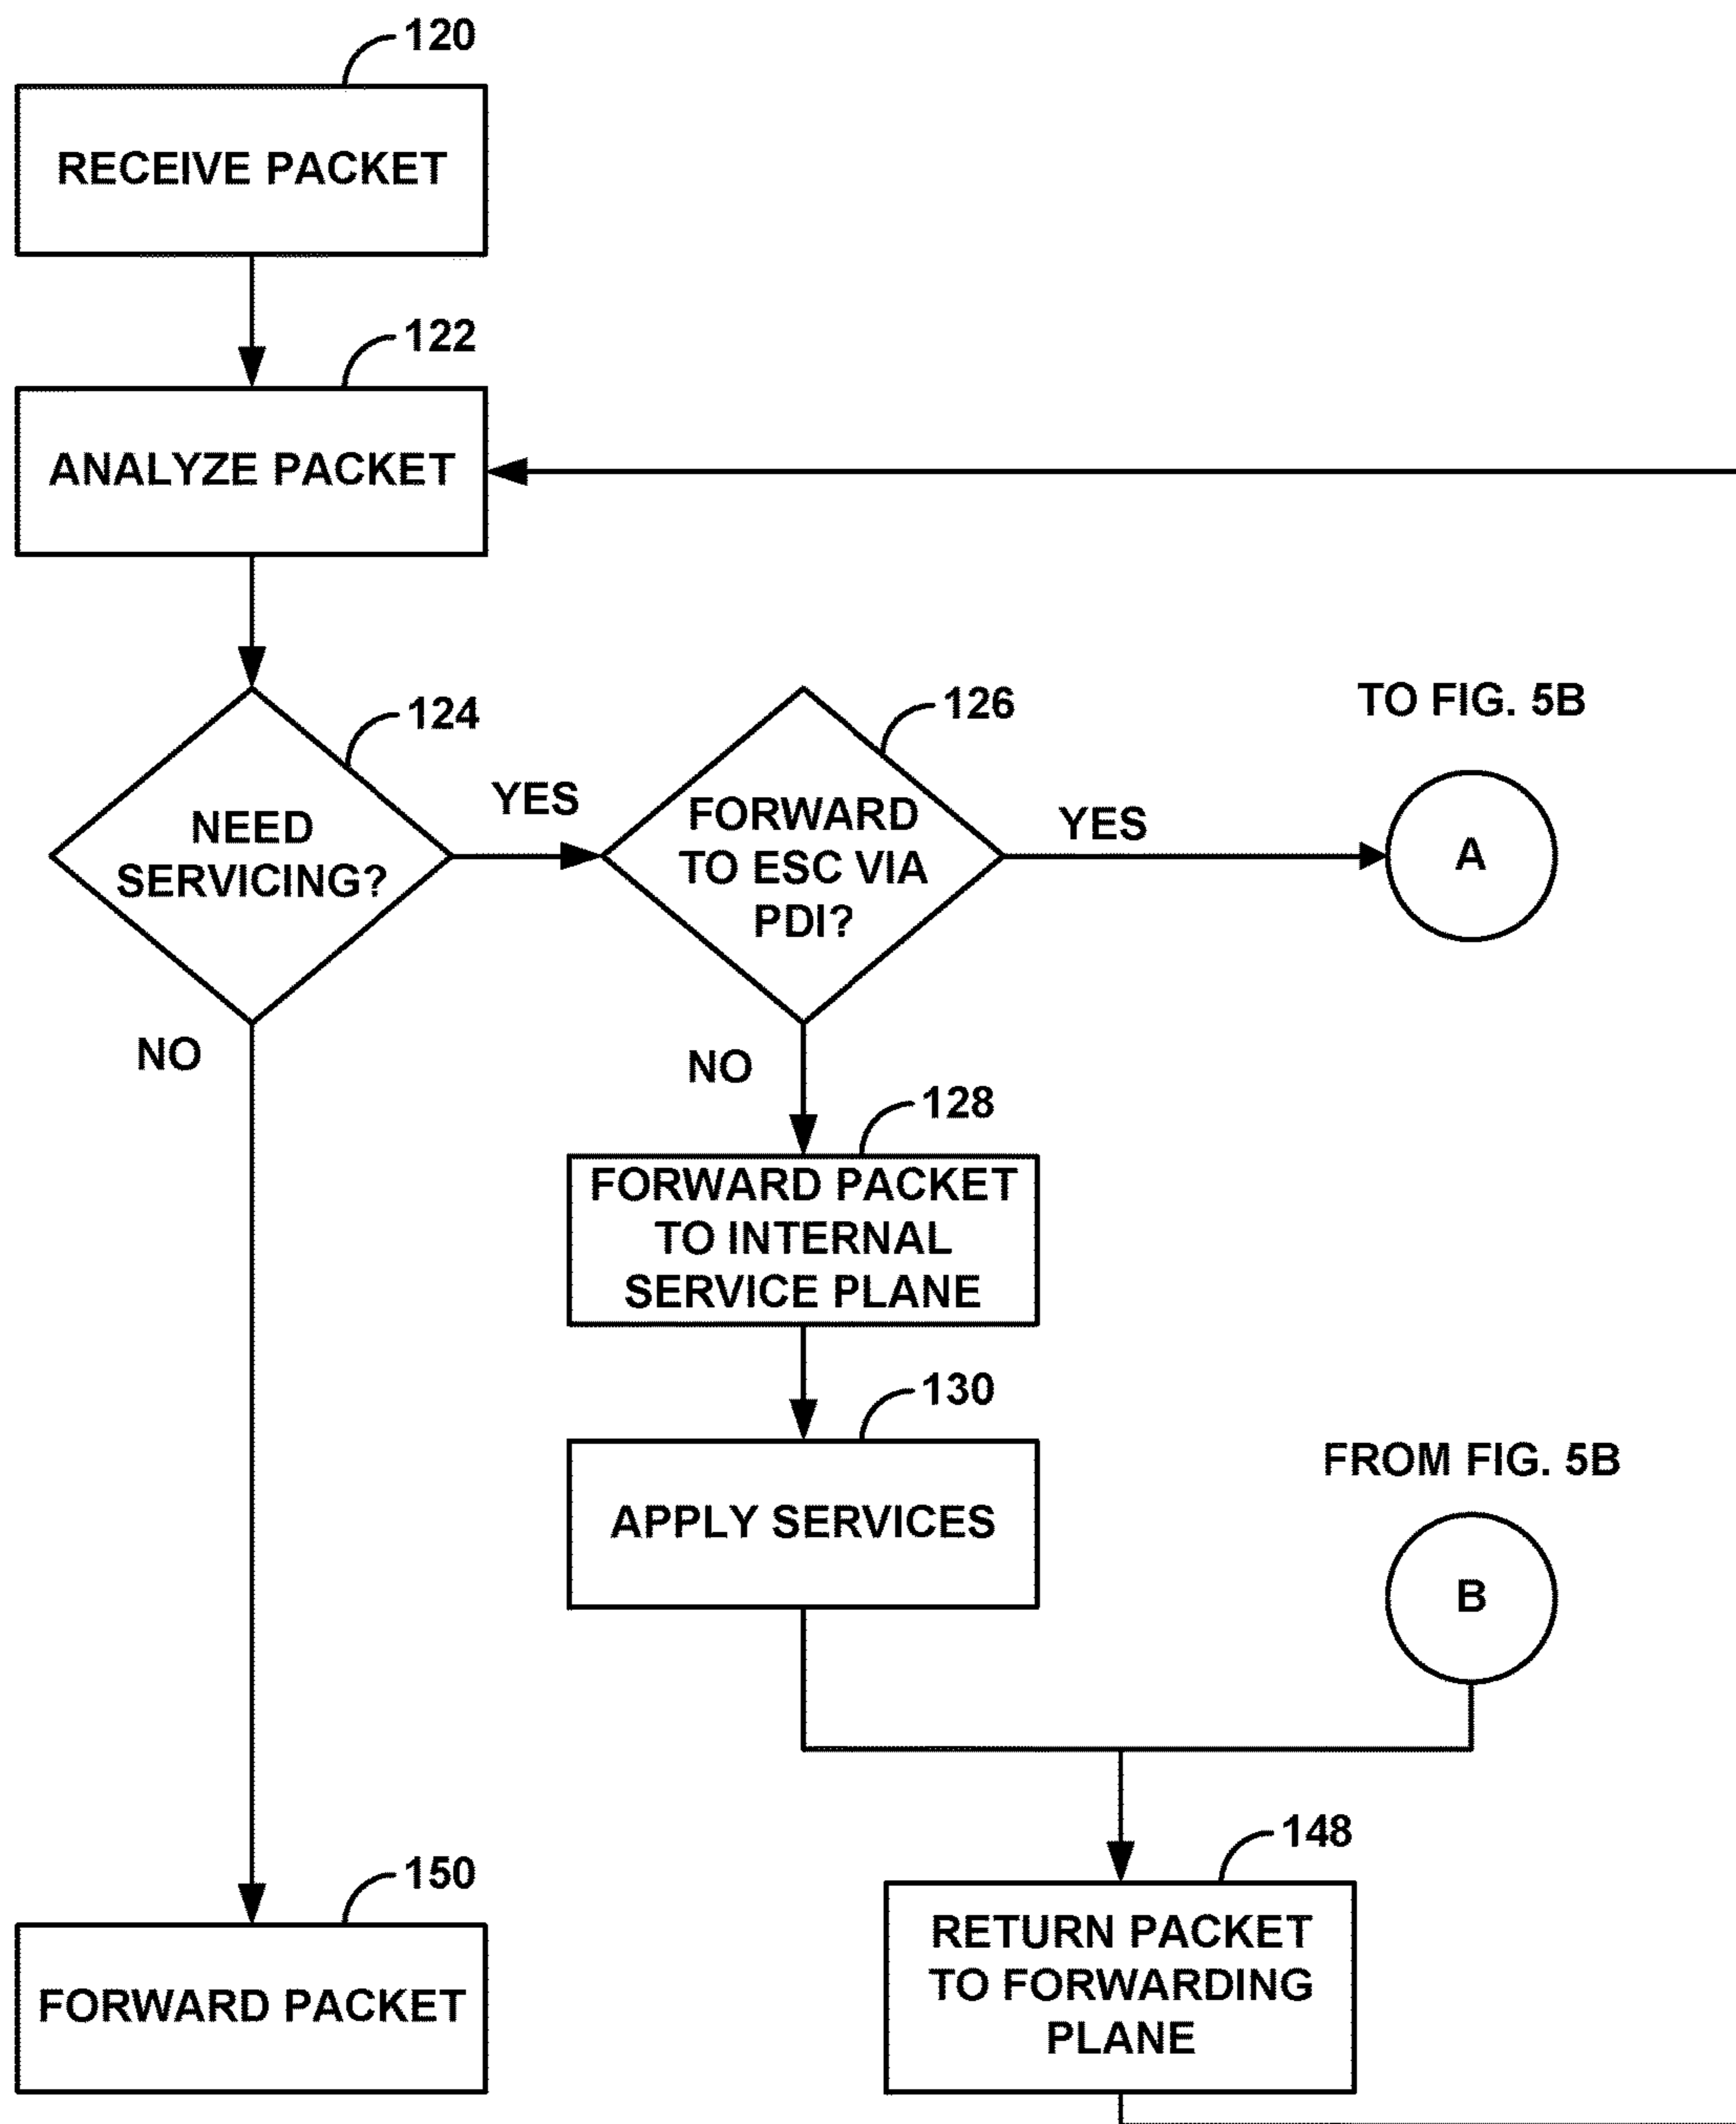 120
RECEIVE PACKET
122
ANALYZE PACKET
124
NEED
SERVICING?
YES
NO
126
FORWARD
TO ESC VIA
PDI?
YES
TO FIG. 5B
A
NO
128
FORWARD PACKET
TO INTERNAL
SERVICE PLANE
130
APPLY SERVICES
FROM FIG. 5B
B
148
RETURN PACKET
TO FORWARDING
PLANE
150
FORWARD PACKET